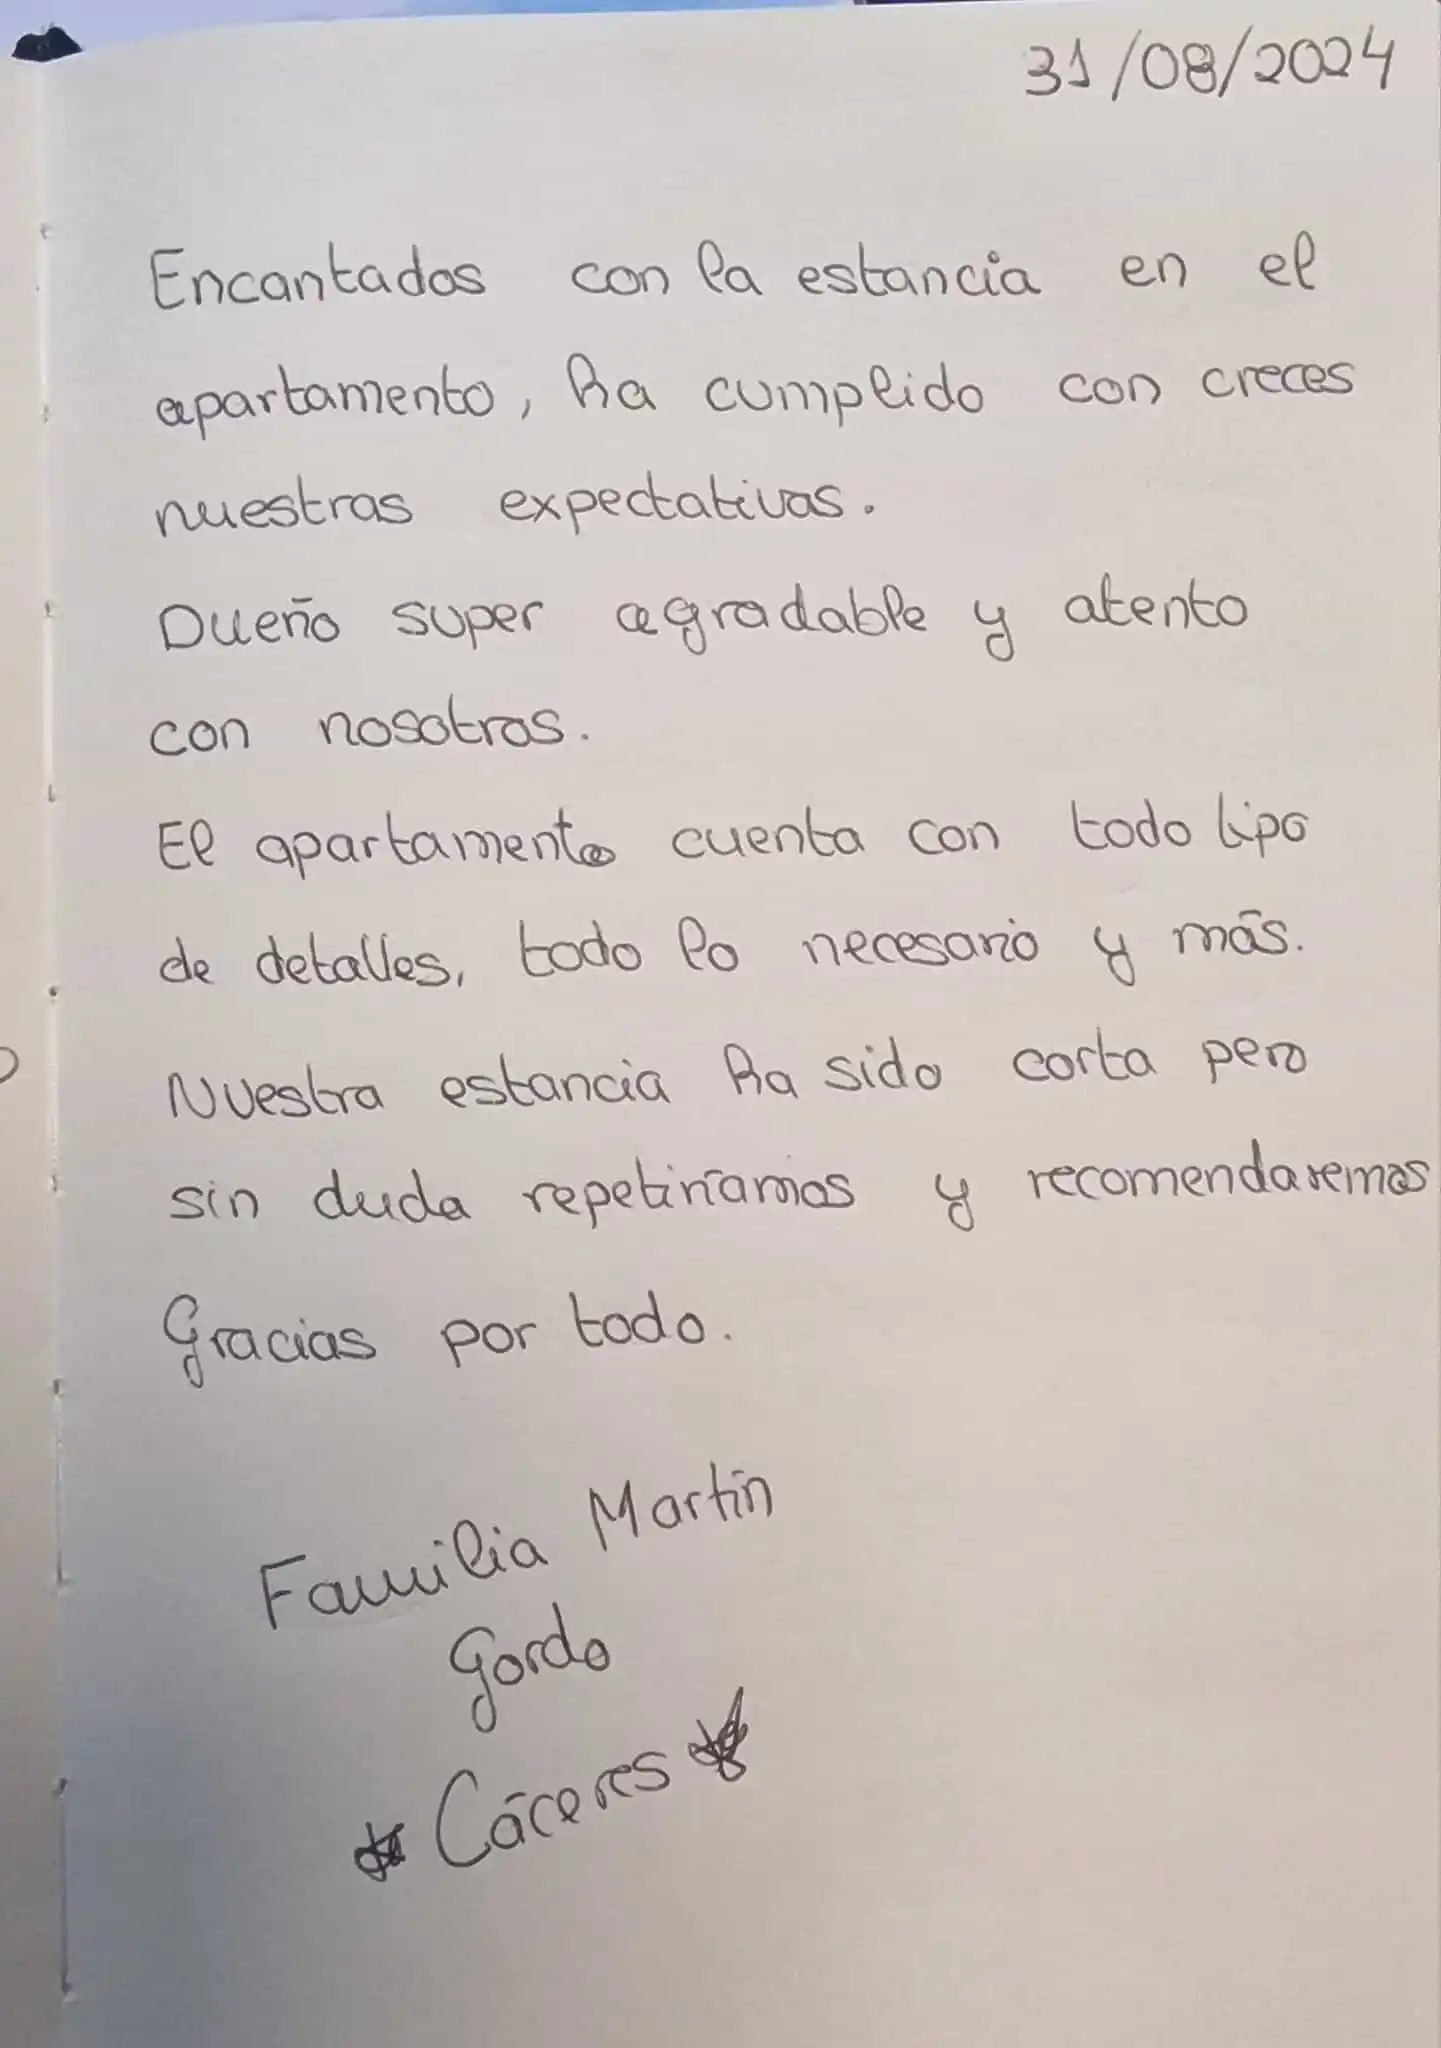 31/08/2024
Encantados con la estancia en el
apartamento, ha cumplido con creces
nuestras expectativas.
Dueño super agradable y atento
con nosotros.
El apartamento cuenta con todo tipo
de detalles, todo lo necesario y más.
Nuestra estancia ha sido corta pero
sin duda repetiríamos y recomendaremos
Gracias por todo.
Familia Martín
Gordo
Cáceres